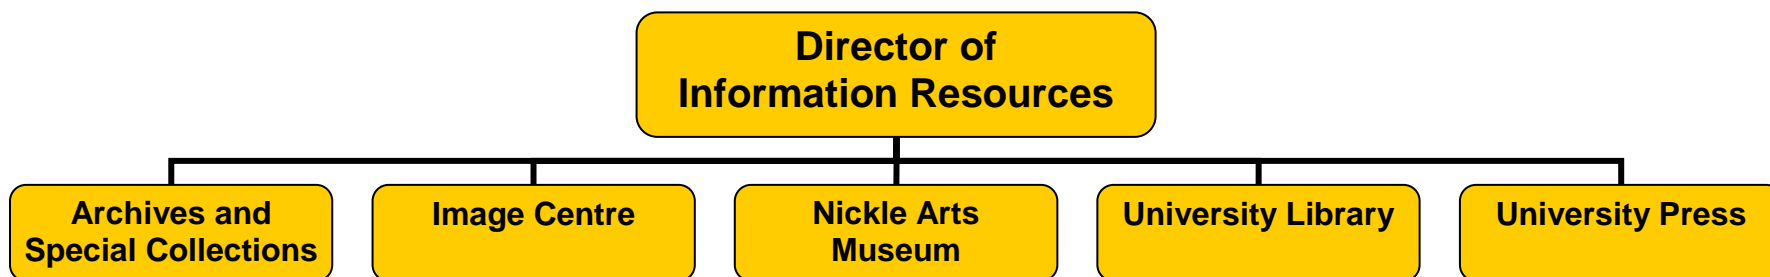 Director of
Information Resources
Archives and
Special Collections
Image Centre
Nickle Arts
Museum
University Library
University Press